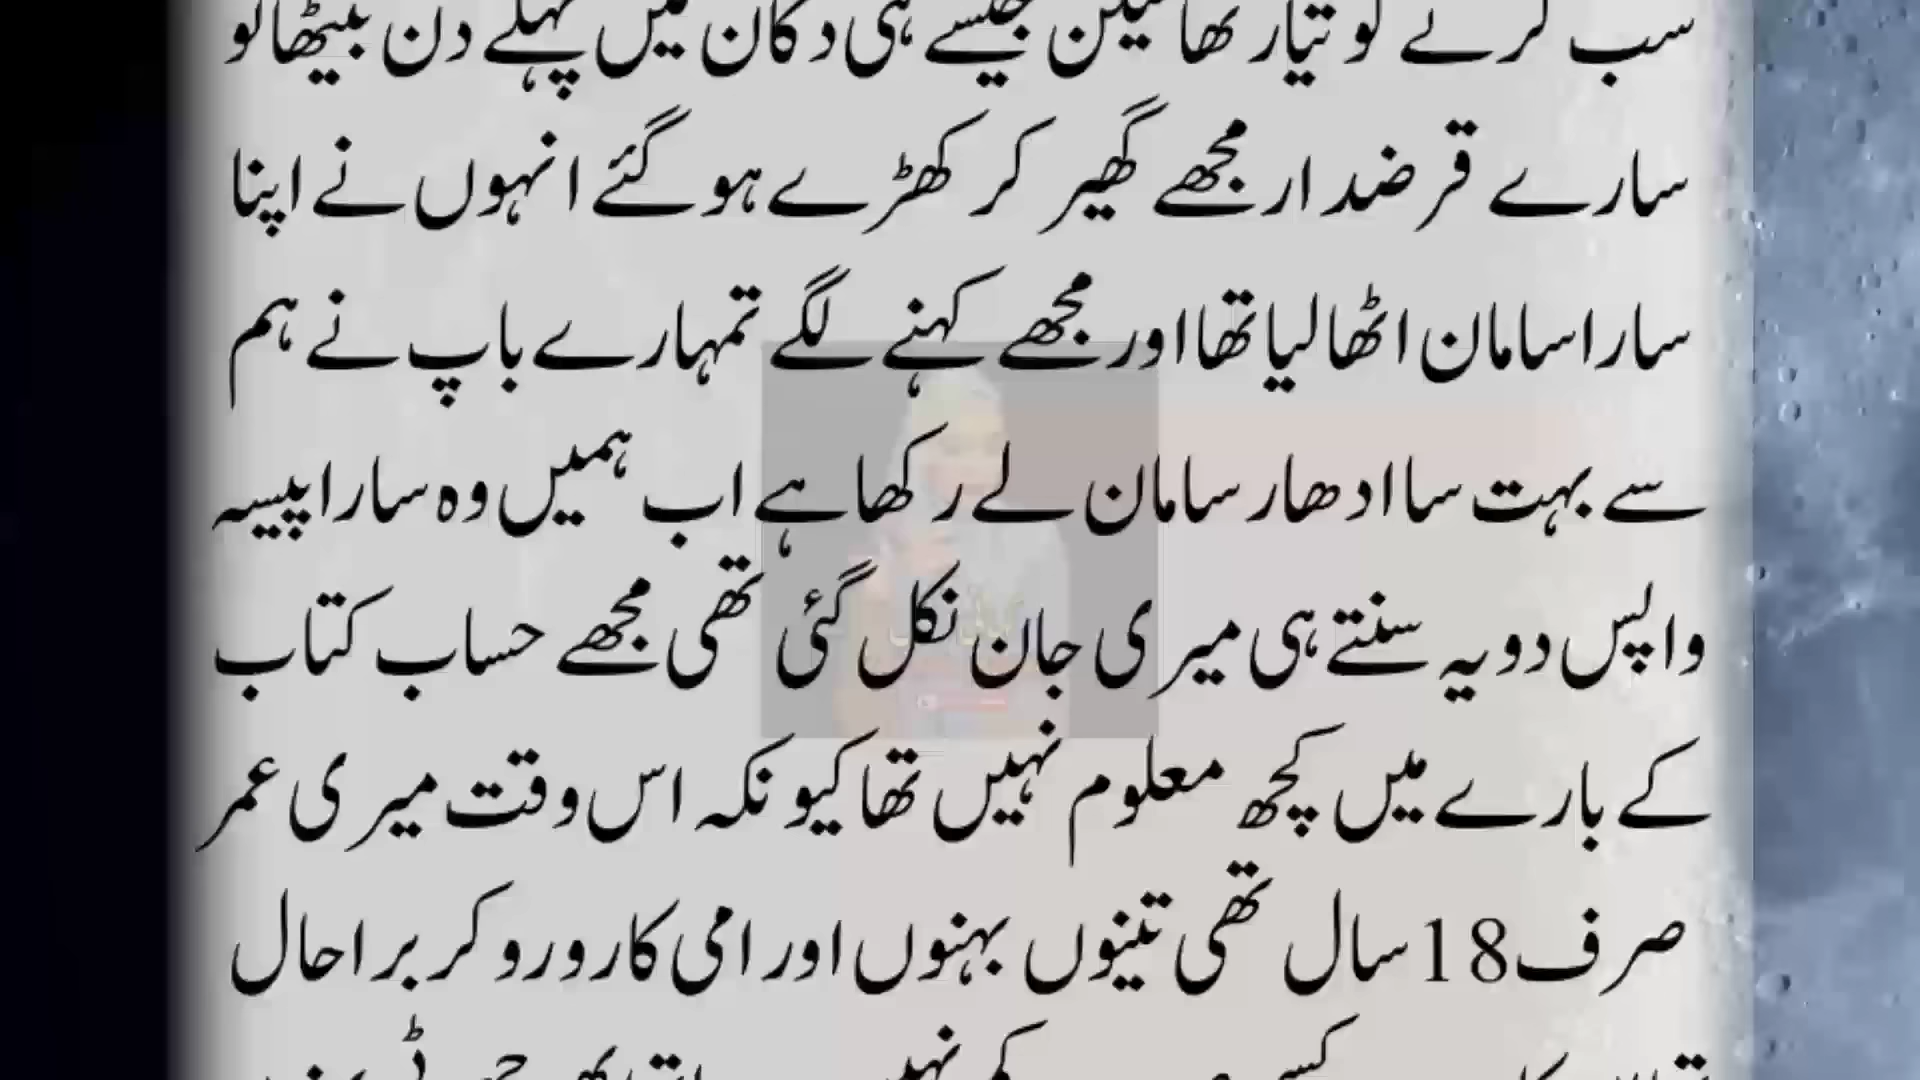 سب کرنے کو تیار تھا لیکن جیسے ہی دکان میں پہلے دن بیٹھا تو
سارے قرضدار مجھے گھیر کر کھڑے ہو گئے انہوں نے اپنا
سارا سامان اٹھا لیا تھا اور مجھے کہنے لگے تمہارے باپ نے ہم
سے بہت سا ادھار سامان لے رکھا ہے اب ہمیں وہ سارا پیسہ
واپس دو یہ سنتے ہی میری جان نکل گئی تھی مجھے حساب کتاب
کے بارے میں کچھ معلوم نہیں تھا کیونکہ اس وقت میری عمر
صرف 18 سال تھی تینوں بہنوں اور امی کا رو رو کر برا حال